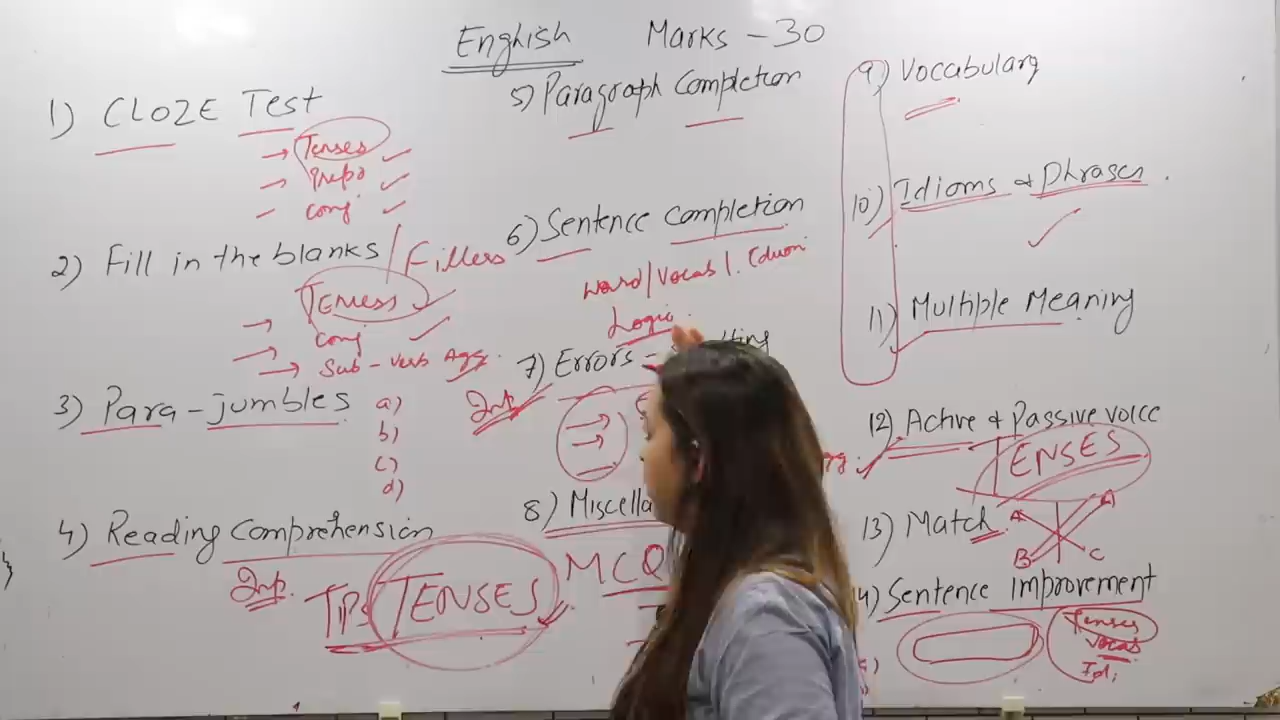 English Marks - 30
1) CLOZE Test
→ Tenses ✓
→ prepo ✓
- conj ✓
2) Fill in the blanks / Fillers
→ Tenses ✓
→ conj ✓
→ Sub-verb Agg.
3) Para-jumbles
a)
b)
c)
d)
4) Reading Comprehension
Imp.
Tips TENSES
5) Paragraph Completion
6) Sentence Completion
word/Vocab/.
Logic.
7) Errors -
Imp
→
→
8) Miscella
MCQ
9) Vocabulary
10) Idioms & Phrases.
11) Multiple Meaning
12) Active & Passive voice
TENSES
13) Match
A A
B C
14) Sentence improvement
Tenses
Vocab
Idi.